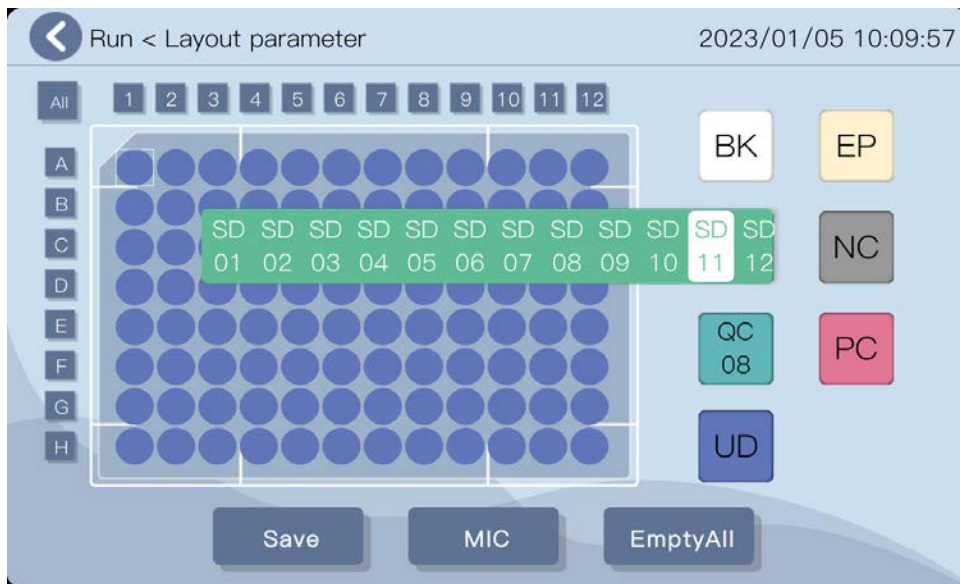 Run < Layout parameter
2023/01/05 10:09:57
All
1 2 3 4 5 6 7 8 9 10 11 12
A
B
C
D
E
F
G
H
SD SD SD SD SD SD SD SD SD SD SD SD
01 02 03 04 05 06 07 08 09 10 11 12
BK
EP
NC
QC
08
PC
UD
Save
MIC
EmptyAll